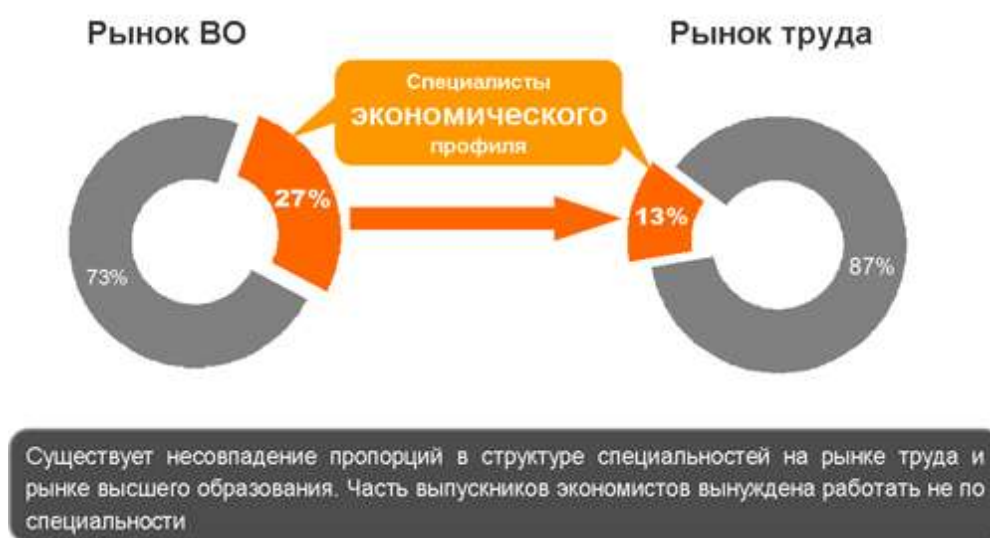 Рынок ВО
Рынок труда
Специалисты
экономического
профиля
27%
13%
73%
87%
Существует несовпадение пропорций в структуре специальностей на рынке труда и
рынке высшего образования. Часть выпускников экономистов вынуждена работать не по
специальности